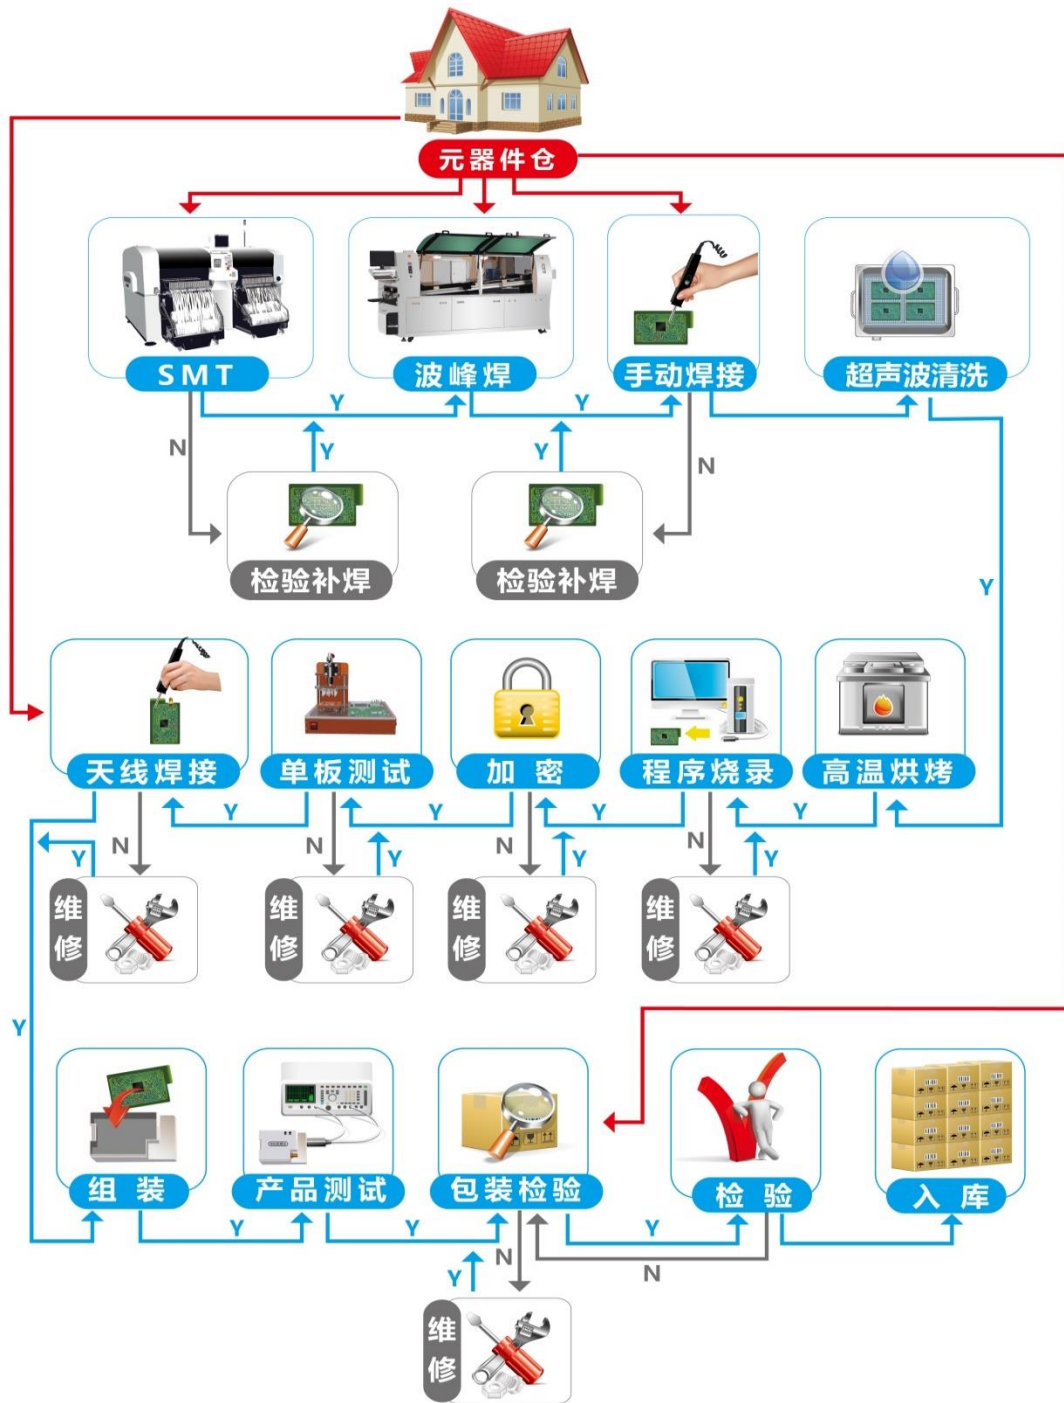 元器件仓
SMT
波峰焊
手动焊接
超声波清洗
Y
Y
N
Y
Y
N
检验补焊
检验补焊
Y
天线焊接
单板测试
加密
程序烧录
高温烘烤
Y
Y
Y
Y
N
Y
N
Y
N
Y
N
Y
维修
维修
维修
维修
Y
组装
产品测试
包装检验
检验
入库
Y
Y
Y
N
N
Y
维修